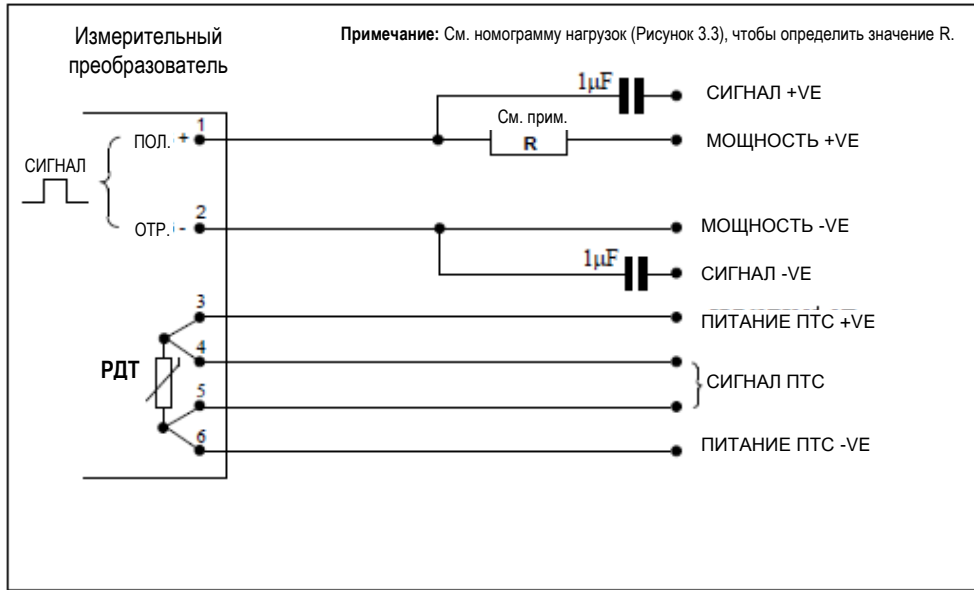 Измерительный
преобразователь
Примечание: См. номограмму нагрузок (Рисунок 3.3), чтобы определить значение R.
1µF
СИГНАЛ +VE
См. прим.
R
МОЩНОСТЬ +VE
ПОЛ. +
1
СИГНАЛ
ОТР. -
2
МОЩНОСТЬ -VE
1µF
СИГНАЛ -VE
3
ПИТАНИЕ ПТС +VE
4
РДТ
СИГНАЛ ПТС
5
6
ПИТАНИЕ ПТС -VE